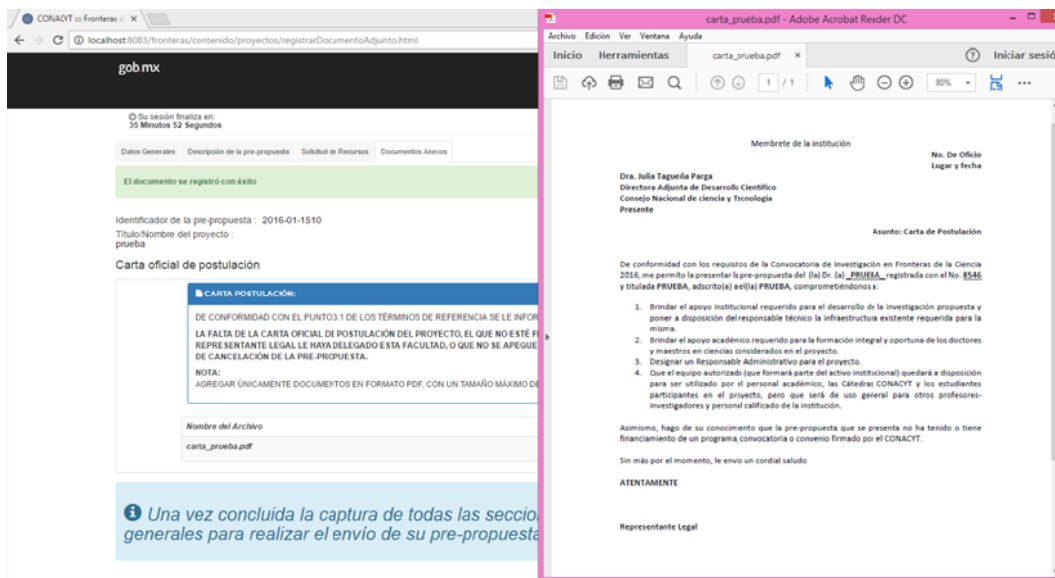 CONACYT ::: Fronteras d
localhost:8083/fronteras/contenido/proyectos/registrarDocumentoAdjunto.html
gob.mx
Su sesión finaliza en:
35 Minutos 52 Segundos
Datos Generales Descripción de la pre-propuesta Solicitud de Recursos Documentos Anexos
El documento se registró con éxito
Identificador de la pre-propuesta : 2016-01-1510
Título/Nombre del proyecto :
prueba
Carta oficial de postulación
CARTA POSTULACIÓN:
DE CONFORMIDAD CON EL PUNTO3.1 DE LOS TÉRMINOS DE REFERENCIA SE LE INFOR
LA FALTA DE LA CARTA OFICIAL DE POSTULACIÓN DEL PROYECTO, EL QUE NO ESTÉ F
REPRESENTANTE LEGAL LE HAYA DELEGADO ESTA FACULTAD, O QUE NO SE APEGUE
DE CANCELACIÓN DE LA PRE-PROPUESTA.
NOTA:
AGREGAR ÚNICAMENTE DOCUMENTOS EN FORMATO PDF, CON UN TAMAÑO MÁXIMO DE
Nombre del Archivo
carta_prueba.pdf
Una vez concluida la captura de todas las seccio
generales para realizar el envío de su pre-propuesta
carta_prueba.pdf - Adobe Acrobat Reader DC
Archivo Edición Ver Ventana Ayuda
Inicio Herramientas carta_prueba.pdf × Iniciar sesió
1 / 1 80%
Membrete de la institución
No. De Oficio
Lugar y fecha
Dra. Julia Tagueña Parga
Directora Adjunta de Desarrollo Científico
Consejo Nacional de ciencia y Tecnología
Presente
Asunto: Carta de Postulación
De conformidad con los requisitos de la Convocatoria de Investigación en Fronteras de la Ciencia
2016, me permito la presentar la pre-propuesta del (la) Dr. (a) _PRUEBA_ registrada con el No. 8546
y titulada PRUEBA, adscrito(a) a el(la) PRUEBA, comprometiéndonos a:
1. Brindar el apoyo institucional requerido para el desarrollo de la investigación propuesta y
poner a disposición del responsable técnico la infraestructura existente requerida para la
misma.
2. Brindar el apoyo académico requerido para la formación integral y oportuna de los doctores
y maestros en ciencias considerados en el proyecto.
3. Designar un Responsable Administrativo para el proyecto.
4. Que el equipo autorizado (que formará parte del activo institucional) quedará a disposición
para ser utilizado por el personal académico, las Cátedras CONACYT y los estudiantes
participantes en el proyecto, pero que será de uso general para otros profesores-
investigadores y personal calificado de la institución.
Asimismo, hago de su conocimiento que la pre-propuesta que se presenta no ha tenido o tiene
financiamiento de un programa, convocatoria o convenio firmado por el CONACYT.
Sin más por el momento, le envío un cordial saludo
ATENTAMENTE
Representante Legal